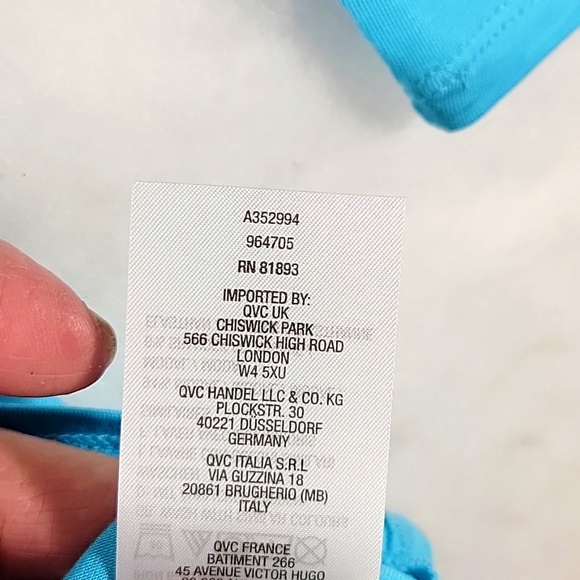 A352994
964705
RN 81893
IMPORTED BY:
QVC UK
CHISWICK PARK
566 CHISWICK HIGH ROAD
LONDON
W4 5XU
QVC HANDEL LLC & CO. KG
PLOCKSTR. 30
40221 DÜSSELDORF
GERMANY
QVC ITALIA S.R.L
VIA GUZZINA 18
20861 BRUGHERIO (MB)
ITALY
QVC FRANCE
BATIMENT 266
45 AVENUE VICTOR HUGO